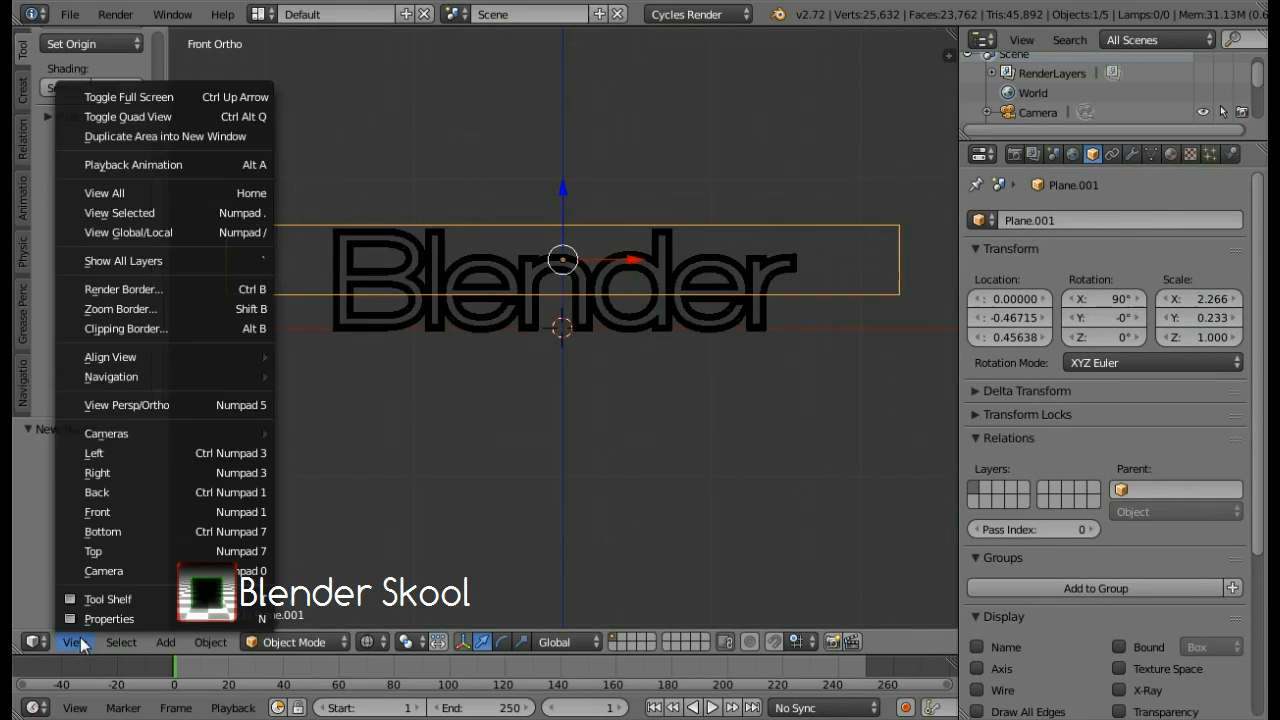 File Render Window Help Default Scene Cycles Render v2.72 | Verts:25,632 | Faces:23,762 | Tris:45,892 | Objects:1/5 | Lamps:0/0 | Mem:31.13M
Set Origin
Front Ortho
View Search All Scenes
Scene
RenderLayers
World
Camera
Shading:
Tool
Creat
Relation
Animatio
Physic
Grease Penc
Navigatio
Toggle Full Screen Ctrl Up Arrow
Toggle Quad View Ctrl Alt Q
Duplicate Area into New Window
Playback Animation Alt A
View All Home
View Selected Numpad .
View Global/Local Numpad /
Show All Layers `
Render Border... Ctrl B
Zoom Border... Shift B
Clipping Border... Alt B
Align View
Navigation
View Persp/Ortho Numpad 5
Cameras
Left Ctrl Numpad 3
Right Numpad 3
Back Ctrl Numpad 1
Front Numpad 1
Bottom Ctrl Numpad 7
Top Numpad 7
Camera
Tool Shelf
Properties N
Blender
Blender Skool
Plane.001
Plane.001
Transform
Location: Rotation: Scale:
: 0.00000 X: 90° X: 2.266
: -0.46715 Y: -0° Y: 0.233
: 0.45638 Z: 0° Z: 1.000
Rotation Mode: XYZ Euler
Delta Transform
Transform Locks
Relations
Layers: Parent:
Object
Pass Index: 0
Groups
Add to Group
Display
Name Bound Box
Axis Texture Space
Wire X-Ray
Draw All Edges Transparency
View Select Add Object Object Mode Global
-40 -20 0 20 40 60 80 100 120 140 160 180 200 220 240 260
View Marker Frame Playback Start: 1 End: 250 1 No Sync